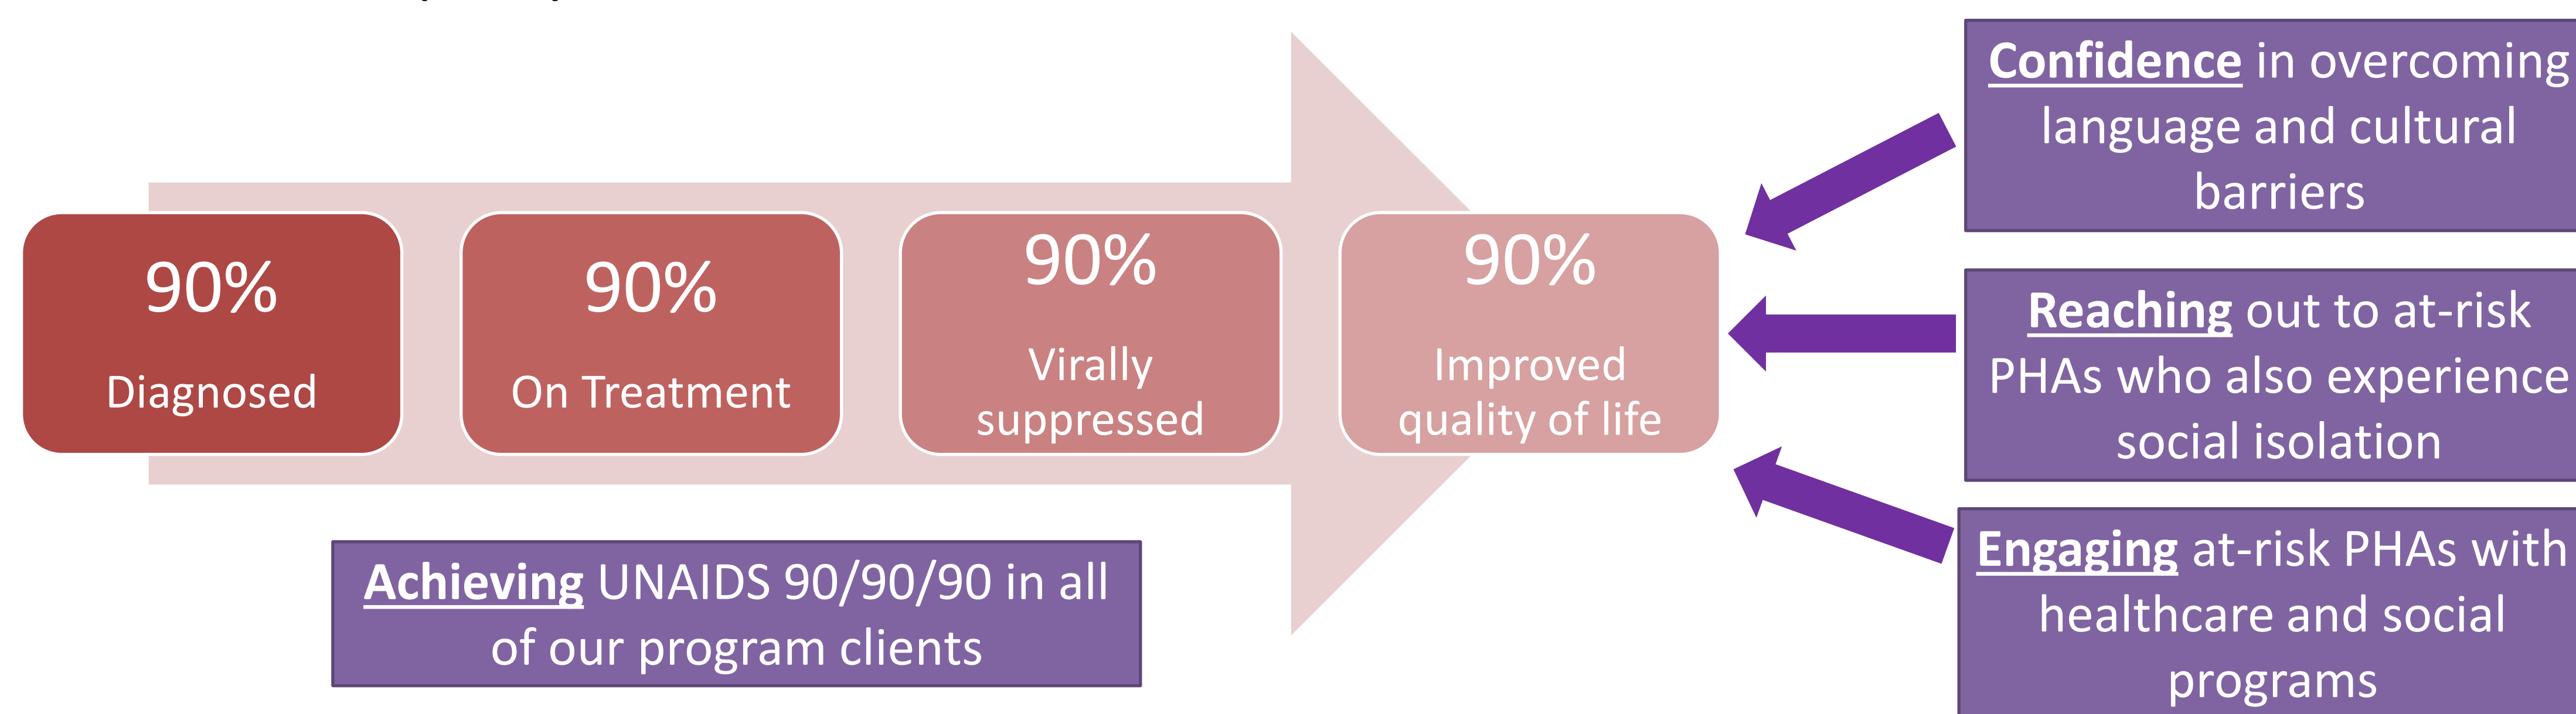 90%
Diagnosed
90%
On Treatment
90%
Virally
suppressed
90%
Improved
quality of life
Achieving UNAIDS 90/90/90 in all
of our program clients
Confidence in overcoming
language and cultural
barriers
Reaching out to at-risk
PHAs who also experience
social isolation
Engaging at-risk PHAs with
healthcare and social
programs